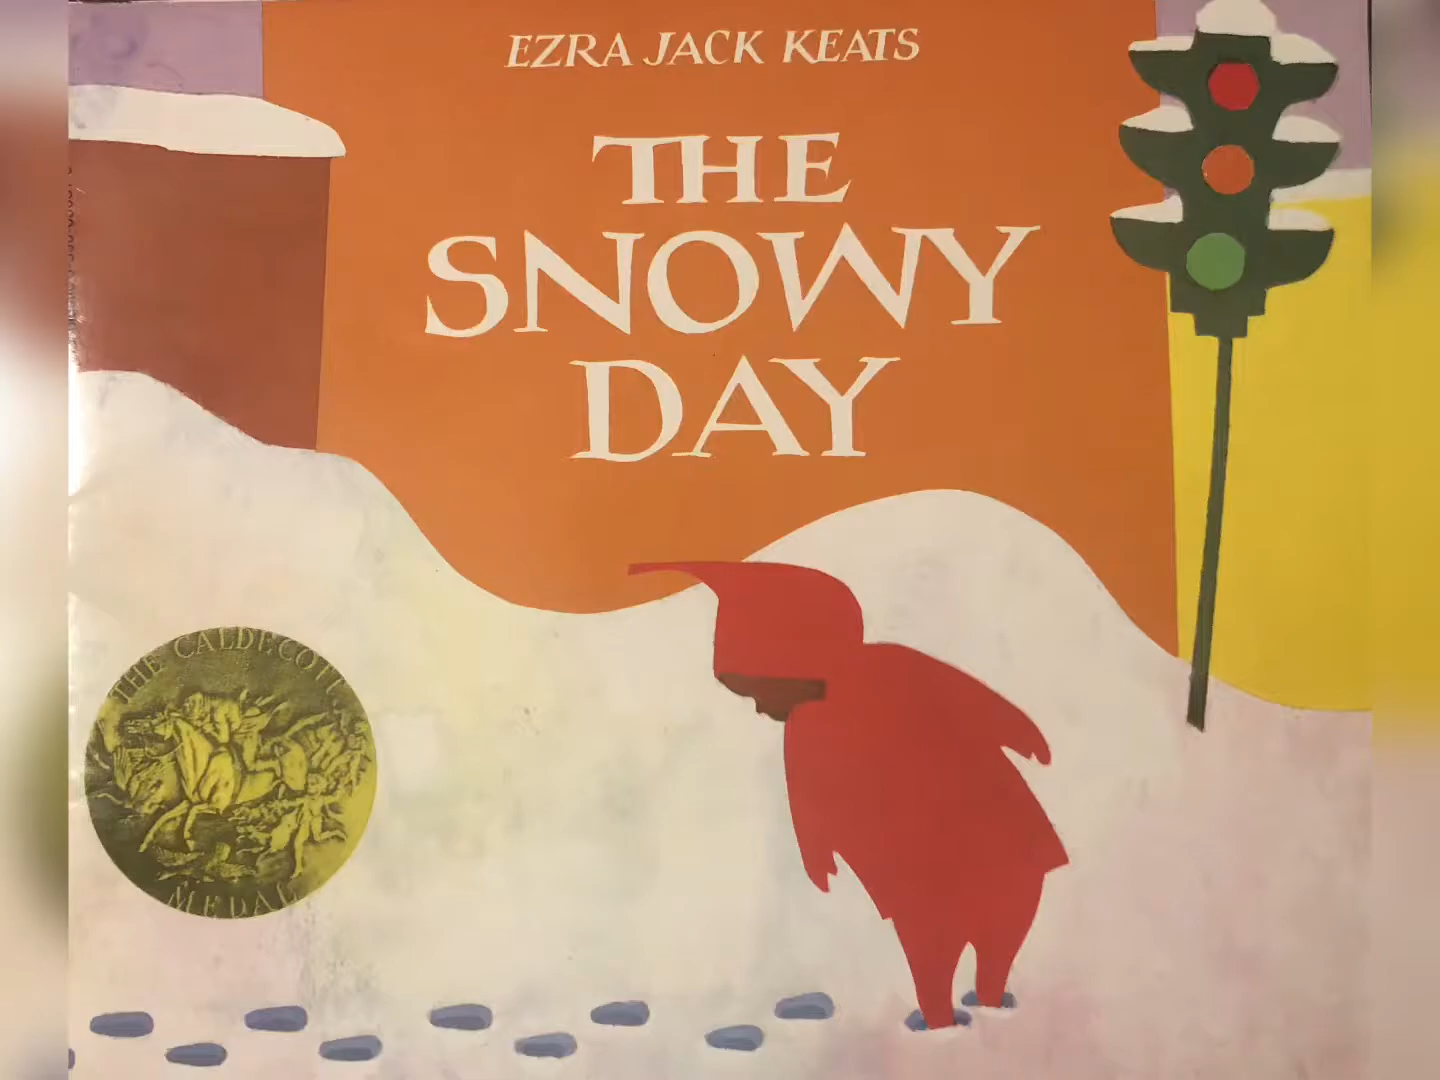 EZRA JACK KEATS
THE
SNOWY
DAY
THE CALDECOTT
MEDAL